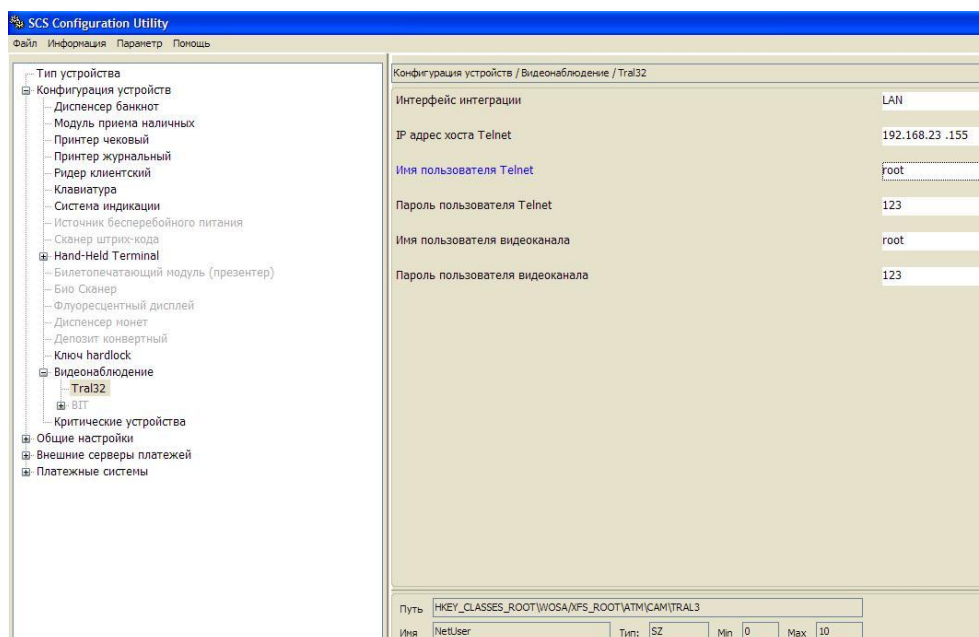 SCS Configuration Utility
Файл Информация Параметр Помощь
Тип устройства
Конфигурация устройств
Диспенсер банкнот
Модуль приема наличных
Принтер чековый
Принтер журнальный
Ридер клиентский
Клавиатура
Система индикации
Источник бесперебойного питания
Сканер штрих-кода
Hand-Held Terminal
Билетопечатающий модуль (презентер)
Био Сканер
Флуоресцентный дисплей
Диспенсер монет
Депозит конвертный
Ключ hardlock
Видеонаблюдение
Tral32
BIT
Критические устройства
Общие настройки
Внешние серверы платежей
Платежные системы
Конфигурация устройств / Видеонаблюдение / Tral32
Интерфейс интеграции LAN
IP адрес хоста Telnet 192.168.23 .155
Имя пользователя Telnet root
Пароль пользователя Telnet 123
Имя пользователя видеоканала root
Пароль пользователя видеоканала 123
Путь HKEY_CLASSES_ROOT\WOSA/XFS_ROOT\ATM\CAM\TRAL3
Имя NetUser Тип: SZ Min 0 Max 10